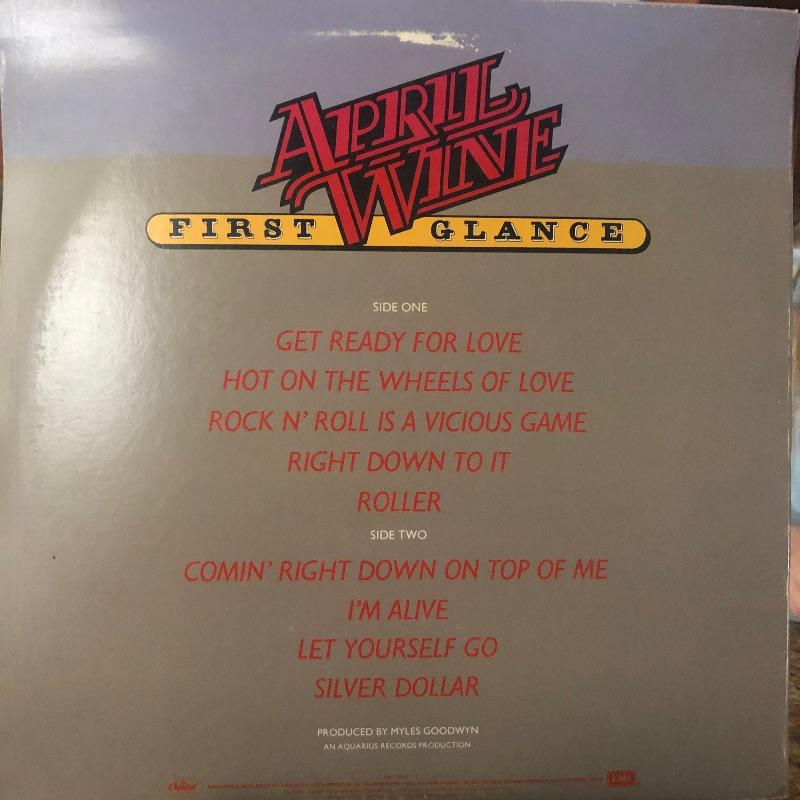 APRIL
WINE
FIRST GLANCE
SIDE ONE
GET READY FOR LOVE
HOT ON THE WHEELS OF LOVE
ROCK N' ROLL IS A VICIOUS GAME
RIGHT DOWN TO IT
ROLLER
SIDE TWO
COMIN' RIGHT DOWN ON TOP OF ME
I'M ALIVE
LET YOURSELF GO
SILVER DOLLAR
PRODUCED BY MYLES GOODWYN
AN AQUARIUS RECORDS PRODUCTION
Capitol
EMI